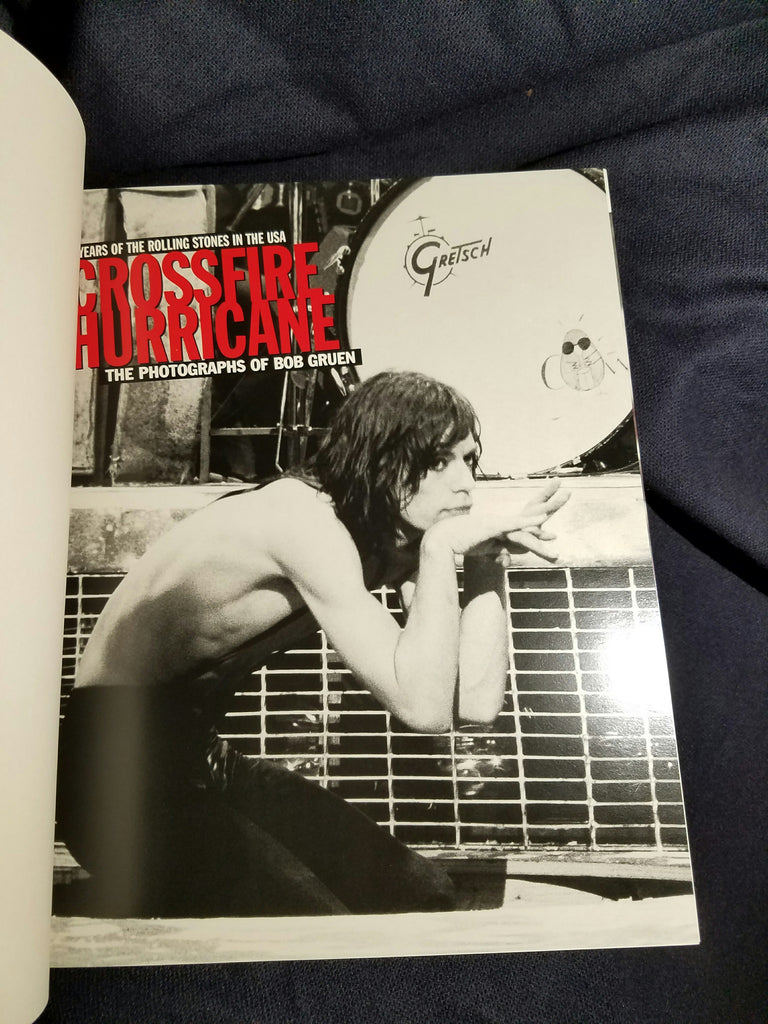 YEARS OF THE ROLLING STONES IN THE USA
CROSSFIRE
HURRICANE
THE PHOTOGRAPHS OF BOB GRUEN
GRETSCH